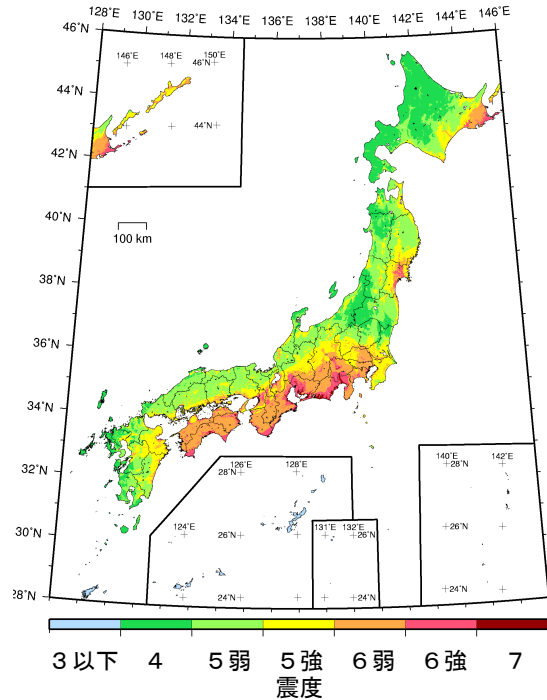 128°E 130°E 132°E 134°E 136°E 138°E 140°E 142°E 144°E 146°E
46°N
146°E 148°E 150°E
46°N
44°N
44°N
42°N
40°N
100 km
38°N
36°N
34°N
32°N
126°E 128°E
28°N
140°E 142°E
28°N
30°N
124°E
26°N
131°E 132°E
26°N
26°N
24°N
24°N
24°N
28°N
3以下 4 5弱 5強 6弱 6強 7
震度